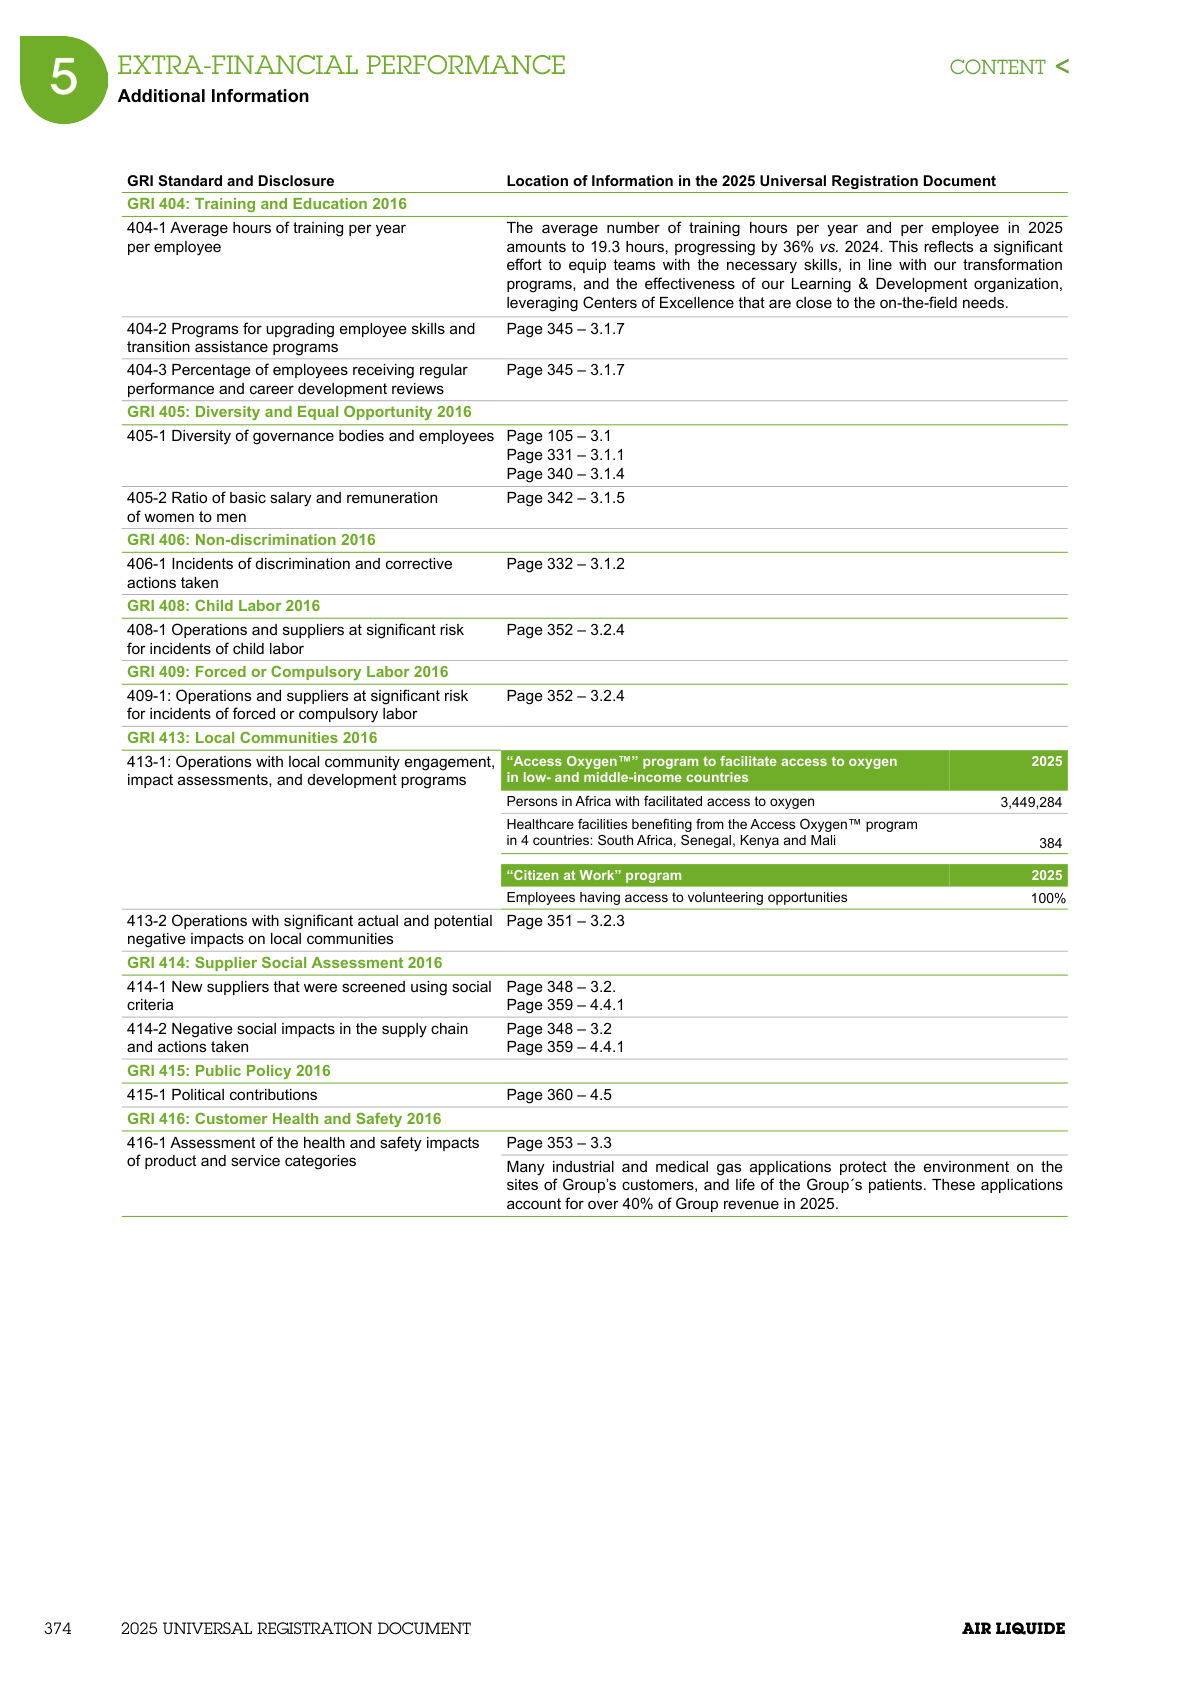 5
EXTRA-FINANCIAL PERFORMANCE
CONTENT <
Additional Information
GRI Standard and Disclosure
Location of Information in the 2025 Universal Registration Document
GRI 404: Training and Education 2016
404-1 Average hours of training per year
per employee
The average number of training hours per year and per employee in 2025
amounts to 19.3 hours, progressing by 36% vs. 2024. This reflects a significant
effort to equip teams with the necessary skills, in line with our transformation
programs, and the effectiveness of our Learning & Development organization,
leveraging Centers of Excellence that are close to the on-the-field needs.
404-2 Programs for upgrading employee skills and
transition assistance programs
Page 345 – 3.1.7
404-3 Percentage of employees receiving regular
performance and career development reviews
Page 345 – 3.1.7
GRI 405: Diversity and Equal Opportunity 2016
405-1 Diversity of governance bodies and employees
Page 105 – 3.1
Page 331 – 3.1.1
Page 340 – 3.1.4
405-2 Ratio of basic salary and remuneration
of women to men
Page 342 – 3.1.5
GRI 406: Non-discrimination 2016
406-1 Incidents of discrimination and corrective
actions taken
Page 332 – 3.1.2
GRI 408: Child Labor 2016
408-1 Operations and suppliers at significant risk
for incidents of child labor
Page 352 – 3.2.4
GRI 409: Forced or Compulsory Labor 2016
409-1: Operations and suppliers at significant risk
for incidents of forced or compulsory labor
Page 352 – 3.2.4
GRI 413: Local Communities 2016
413-1: Operations with local community engagement,
impact assessments, and development programs
“Access Oxygen™” program to facilitate access to oxygen
in low- and middle-income countries
2025
Persons in Africa with facilitated access to oxygen
3,449,284
Healthcare facilities benefiting from the Access Oxygen™ program
in 4 countries: South Africa, Senegal, Kenya and Mali
384
“Citizen at Work” program
2025
Employees having access to volunteering opportunities
100%
413-2 Operations with significant actual and potential
negative impacts on local communities
Page 351 – 3.2.3
GRI 414: Supplier Social Assessment 2016
414-1 New suppliers that were screened using social
criteria
Page 348 – 3.2.
Page 359 – 4.4.1
414-2 Negative social impacts in the supply chain
and actions taken
Page 348 – 3.2
Page 359 – 4.4.1
GRI 415: Public Policy 2016
415-1 Political contributions
Page 360 – 4.5
GRI 416: Customer Health and Safety 2016
416-1 Assessment of the health and safety impacts
of product and service categories
Page 353 – 3.3
Many industrial and medical gas applications protect the environment on the
sites of Group’s customers, and life of the Group´s patients. These applications
account for over 40% of Group revenue in 2025.
374
2025 UNIVERSAL REGISTRATION DOCUMENT
AIR LIQUIDE